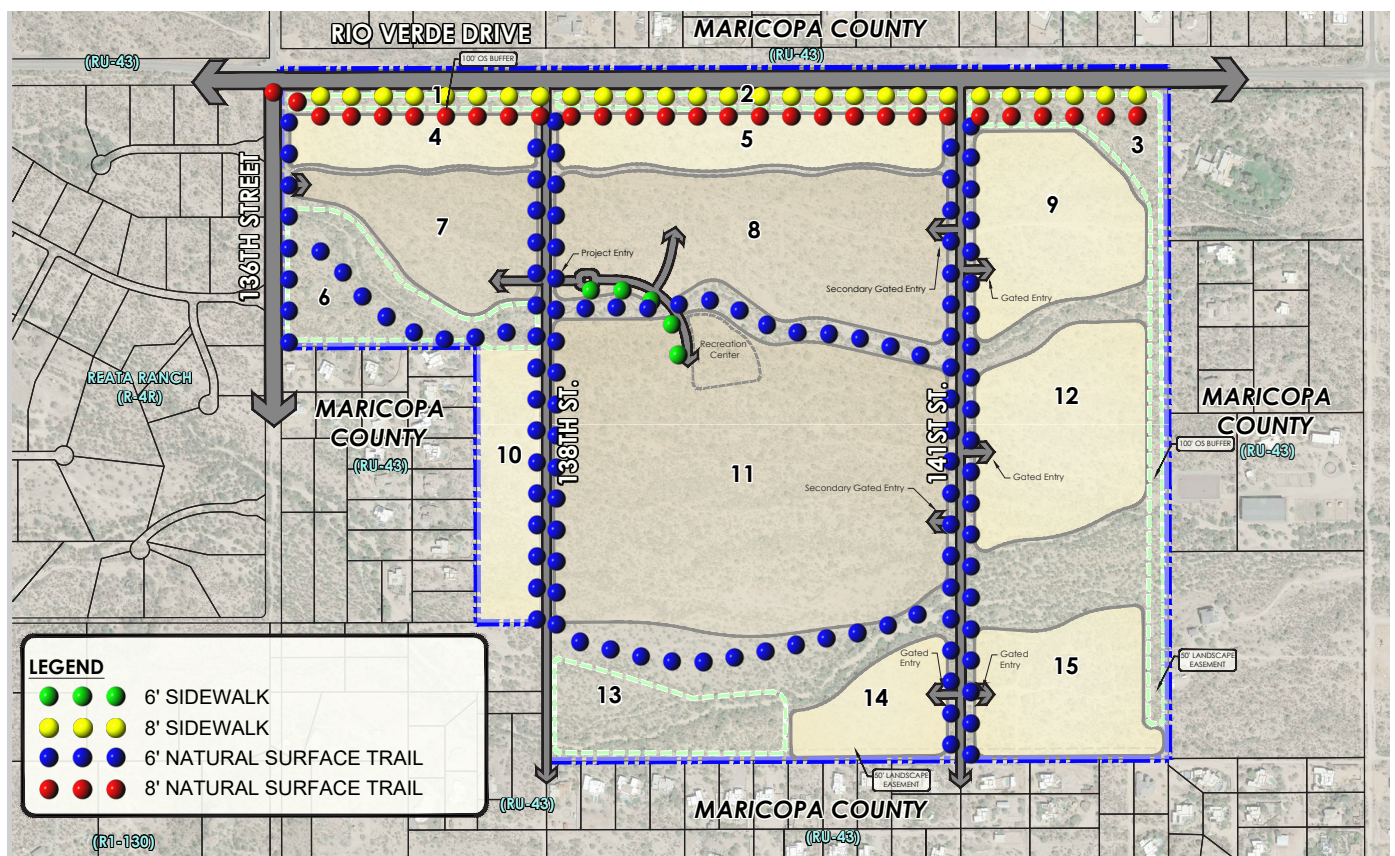 RIO VERDE DRIVE
MARICOPA COUNTY
(RU-43)
(RU-43)
100' OS BUFFER
1
2
3
4
5
136TH STREET
7
8
9
6
Project Entry
Secondary Gated Entry
Gated Entry
Recreation
Center
REATA RANCH
(R-4R)
MARICOPA
COUNTY
(RU-43)
138TH ST.
141ST ST.
12
MARICOPA
COUNTY
(RU-43)
100' OS BUFFER
10
11
Secondary Gated Entry
Gated Entry
Gated
Entry
Gated
Entry
50' LANDSCAPE
EASEMENT
13
14
15
LEGEND
6' SIDEWALK
8' SIDEWALK
6' NATURAL SURFACE TRAIL
8' NATURAL SURFACE TRAIL
50' LANDSCAPE
EASEMENT
(RU-43)
MARICOPA COUNTY
(RU-43)
(R1-130)